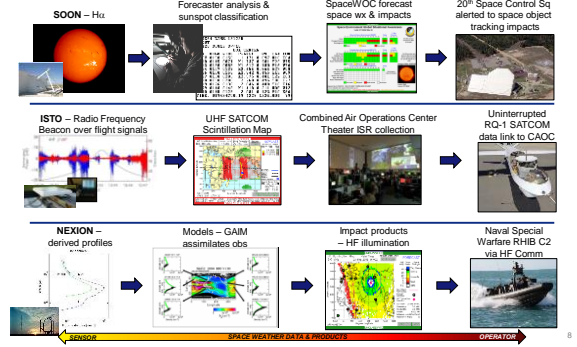 SOON – Hα
Forecaster analysis &
sunspot classification
SpaceWOC forecast
space wx & impacts
20th Space Control Sq
alerted to space object
tracking impacts
ISTO – Radio Frequency
Beacon over flight signals
UHF SATCOM
Scintillation Map
Combined Air Operations Center
Theater ISR collection
Uninterrupted
RQ-1 SATCOM
data link to CAOC
NEXION –
derived profiles
Models – GAIM
assimilates obs
Impact products
– HF illumination
Naval Special
Warfare RHIB C2
via HF Comm
SENSOR
SPACE WEATHER DATA & PRODUCTS
OPERATOR
8